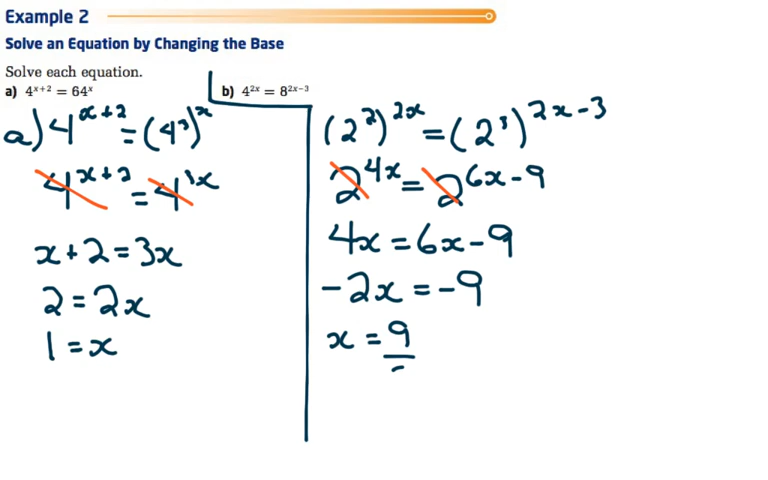 Example 2
Solve an Equation by Changing the Base
Solve each equation.
a) 4^{x+2} = 64^x
b) 4^{2x} = 8^{2x−3}
a) 4^{x+2} = (4^3)^x
4^{x+2} = 4^{3x}
x+2 = 3x
2 = 2x
1 = x
(2^2)^{2x} = (2^3)^{2x−3}
2^{4x} = 2^{6x−9}
4x = 6x−9
−2x = −9
x = 9